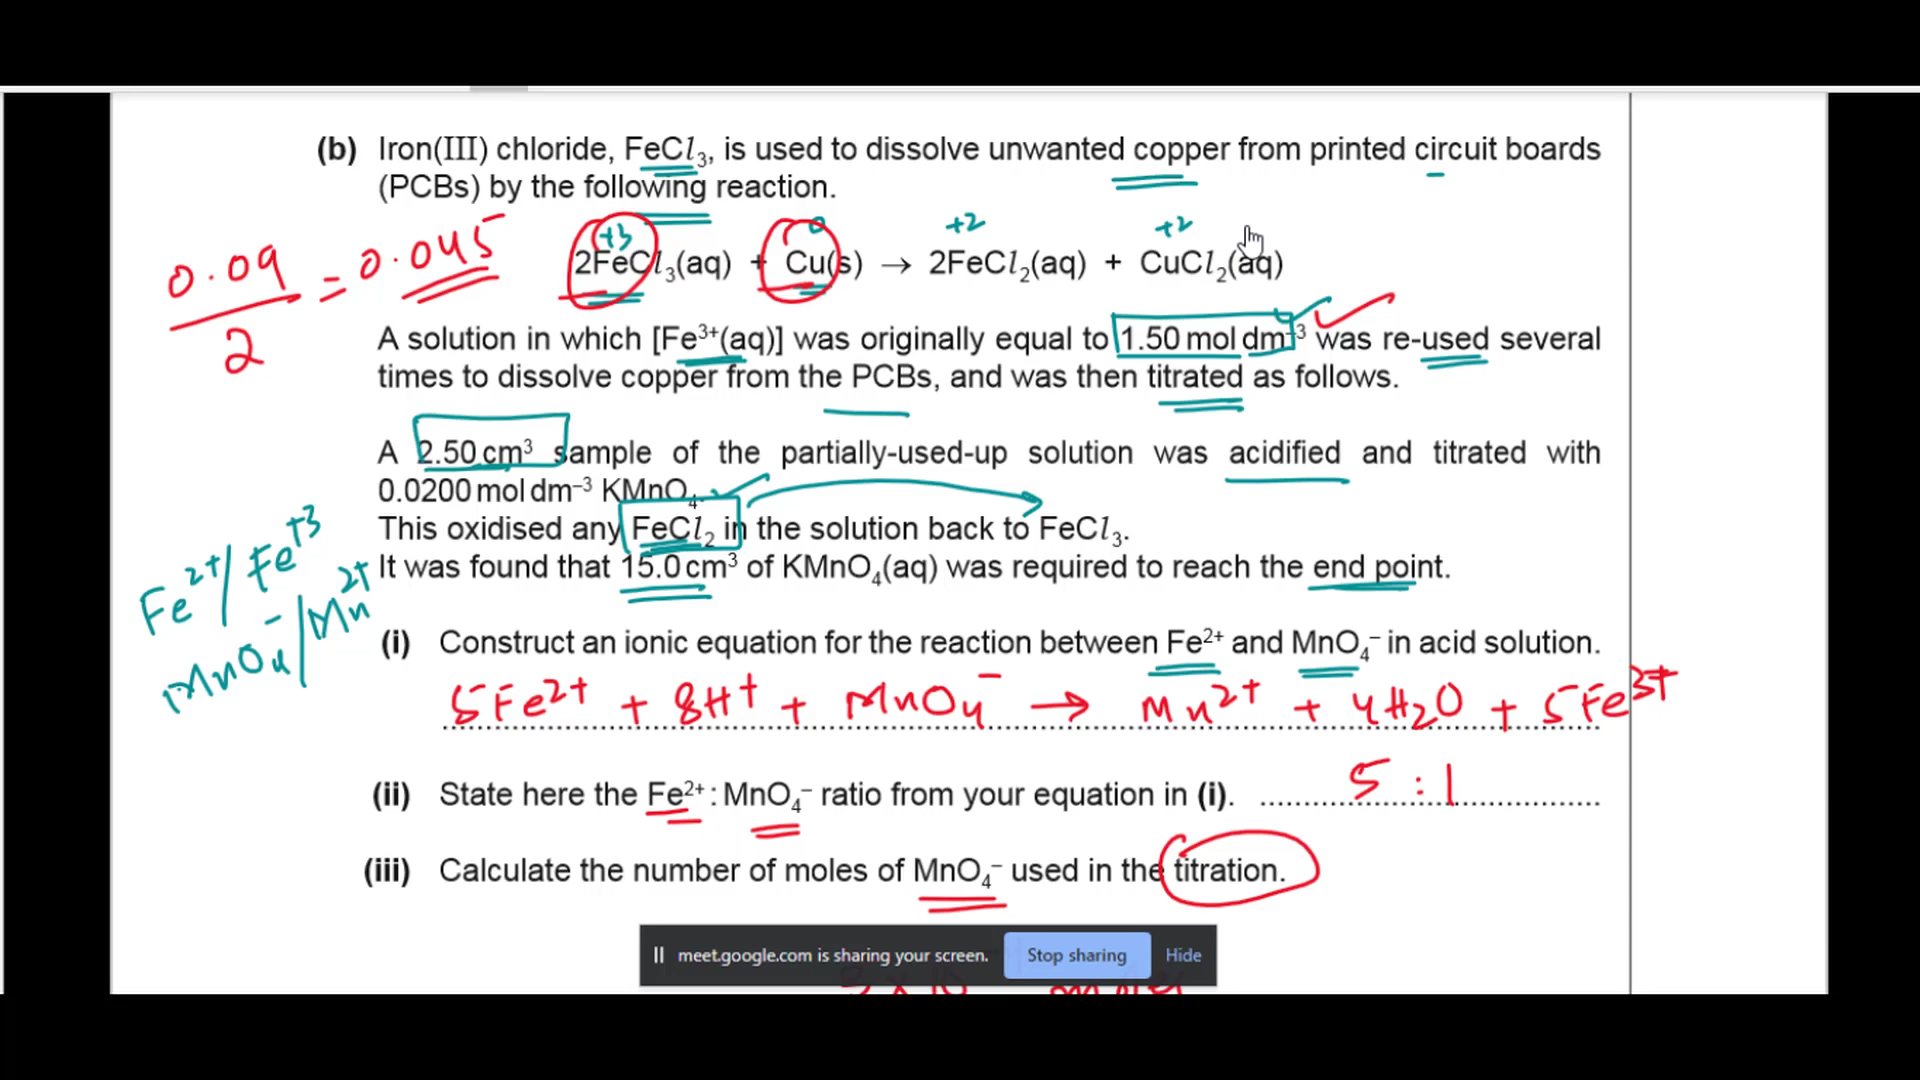 (b) Iron(III) chloride, FeCl₃, is used to dissolve unwanted copper from printed circuit boards
(PCBs) by the following reaction.
+3 0 +2 +2
0.09/2 = 0.045
2FeCl₃(aq) + Cu(s) → 2FeCl₂(aq) + CuCl₂(aq)
A solution in which [Fe³⁺(aq)] was originally equal to 1.50 mol dm⁻³ was re-used several
times to dissolve copper from the PCBs, and was then titrated as follows.
A 2.50 cm³ sample of the partially-used-up solution was acidified and titrated with
0.0200 mol dm⁻³ KMnO₄.
This oxidised any FeCl₂ in the solution back to FeCl₃.
It was found that 15.0 cm³ of KMnO₄(aq) was required to reach the end point.
Fe²⁺/Fe⁺³
MnO₄⁻/Mn²⁺
(i) Construct an ionic equation for the reaction between Fe²⁺ and MnO₄⁻ in acid solution.
5Fe²⁺ + 8H⁺ + MnO₄⁻ → Mn²⁺ + 4H₂O + 5Fe³⁺
(ii) State here the Fe²⁺ : MnO₄⁻ ratio from your equation in (i). 5 : 1
(iii) Calculate the number of moles of MnO₄⁻ used in the titration.
meet.google.com is sharing your screen. Stop sharing Hide